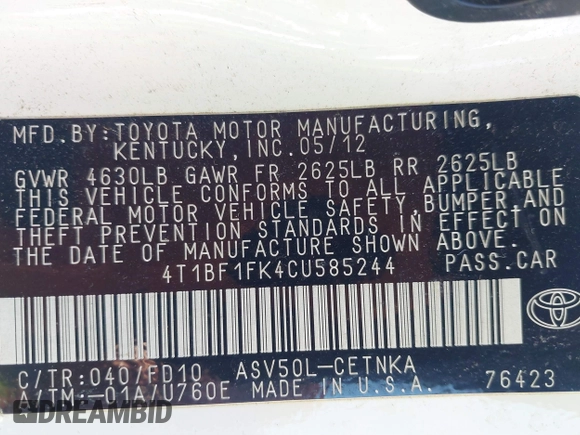 MFD. BY: TOYOTA MOTOR MANUFACTURING,
KENTUCKY, INC. 05/12
GVWR 4630LB GAWR FR 2625LB RR 2625LB
THIS VEHICLE CONFORMS TO ALL APPLICABLE
FEDERAL MOTOR VEHICLE SAFETY, BUMPER, AND
THEFT PREVENTION STANDARDS IN EFFECT ON
THE DATE OF MANUFACTURE SHOWN ABOVE.
4T1BF1FK4CU585244 PASS.CAR
C/TR: 040/FD10 ASV50L-CETNKA
A/TM: -01A/U760E MADE IN U.S.A. 76423
RidebidHistory